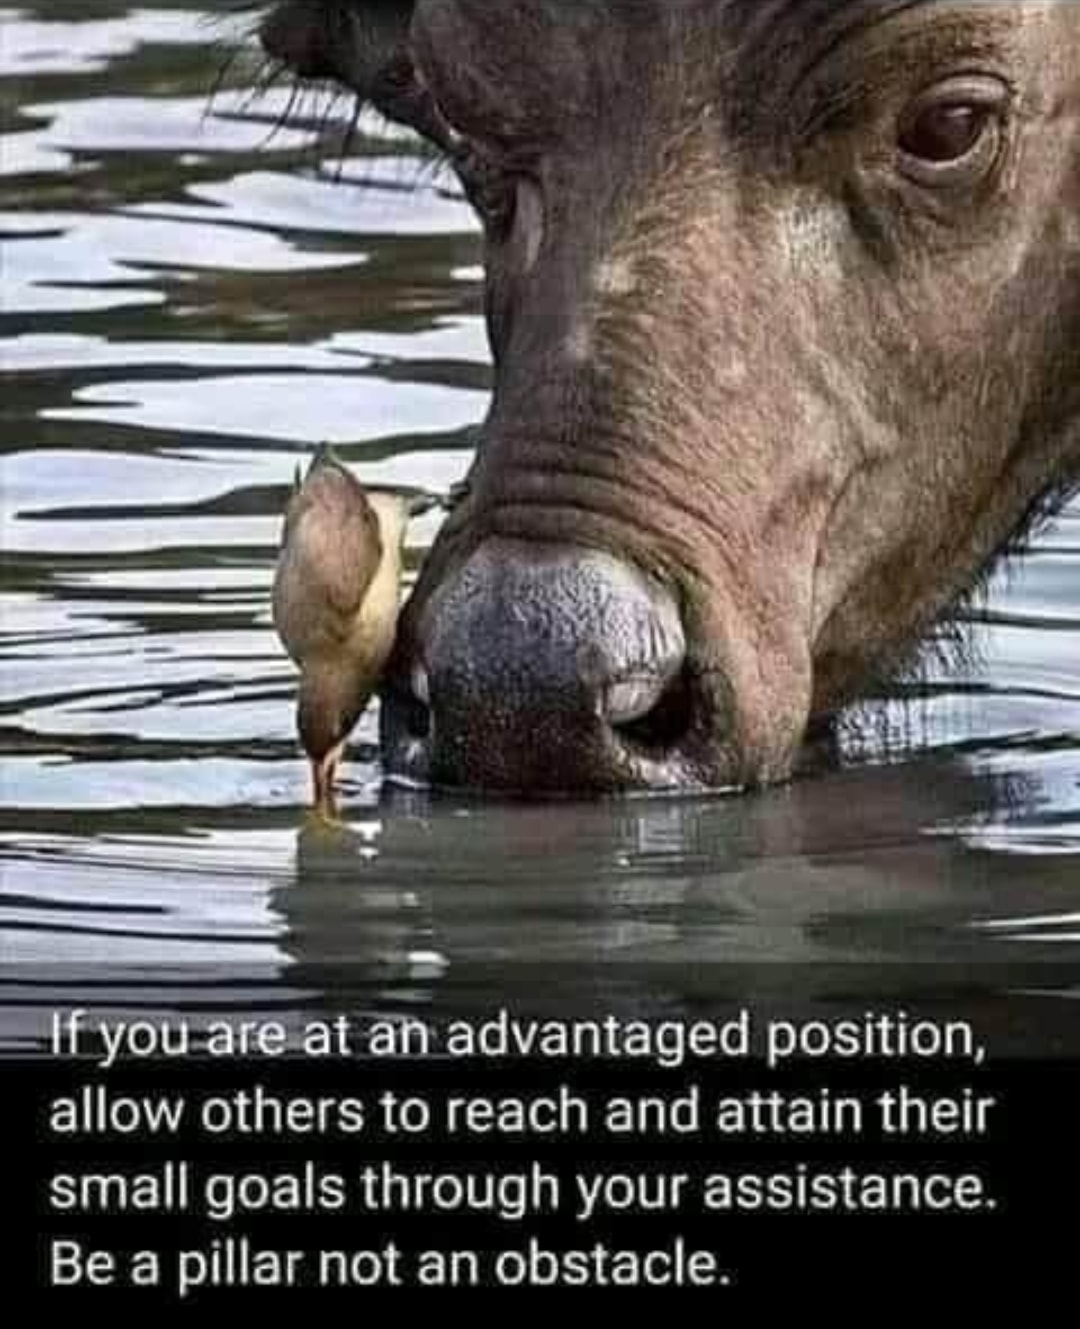 If you are at an advantaged position,
allow others to reach and attain their
small goals through your assistance.
Be a pillar not an obstacle.